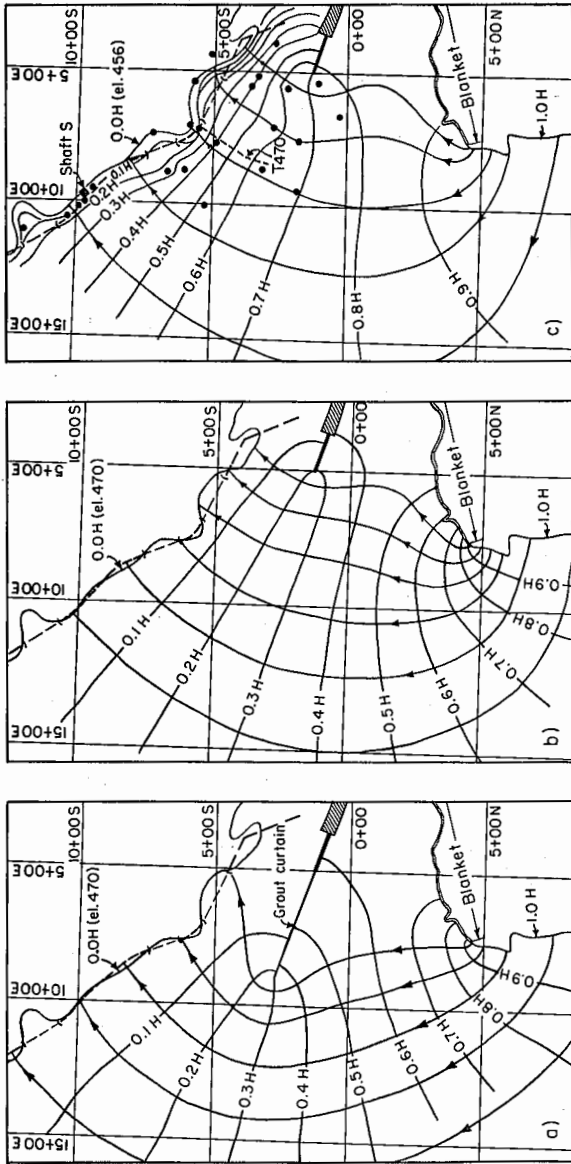 15+00E
10+00E
5+00E
10+00S
5+00S
0+00
5+00N
0.0H (el.470)
0.1H
0.2H
0.3H
0.4H
0.5H
0.6H
0.7H
0.8H
0.9H
1.0H
Grout curtain
Blanket
a)
15+00E
10+00E
5+00E
10+00S
5+00S
0+00
5+00N
0.0H (el.470)
0.1H
0.2H
0.3H
0.4H
0.5H
0.6H
0.7H
0.8H
0.9H
1.0H
Blanket
b)
15+00E
10+00E
5+00E
10+00S
5+00S
0+00
5+00N
Shaft S
0.0H (el.456)
0.1H
0.2H
0.3H
0.4H
0.5H
0.6H
0.7H
0.8H
0.9H
1.0H
T470
Blanket
c)